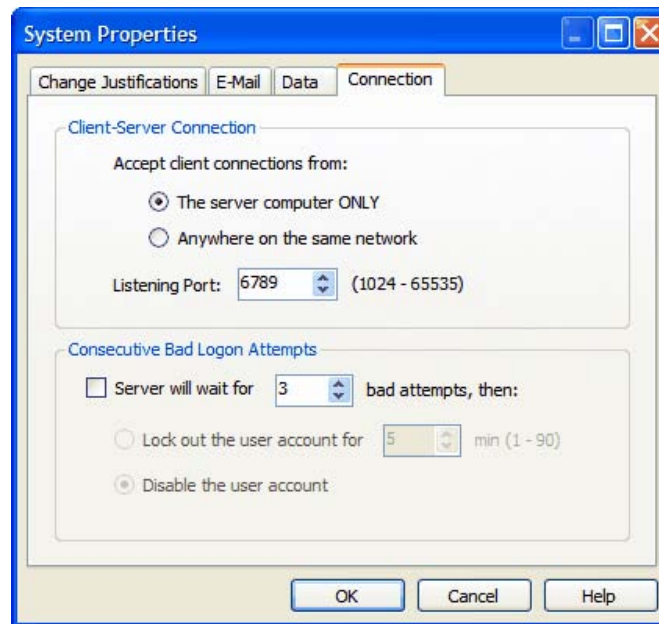 System Properties
Change Justifications E-Mail Data Connection
Client-Server Connection
Accept client connections from:
The server computer ONLY
Anywhere on the same network
Listening Port: 6789 (1024 - 65535)
Consecutive Bad Logon Attempts
Server will wait for 3 bad attempts, then:
Lock out the user account for 5 min (1 - 90)
Disable the user account
OK Cancel Help